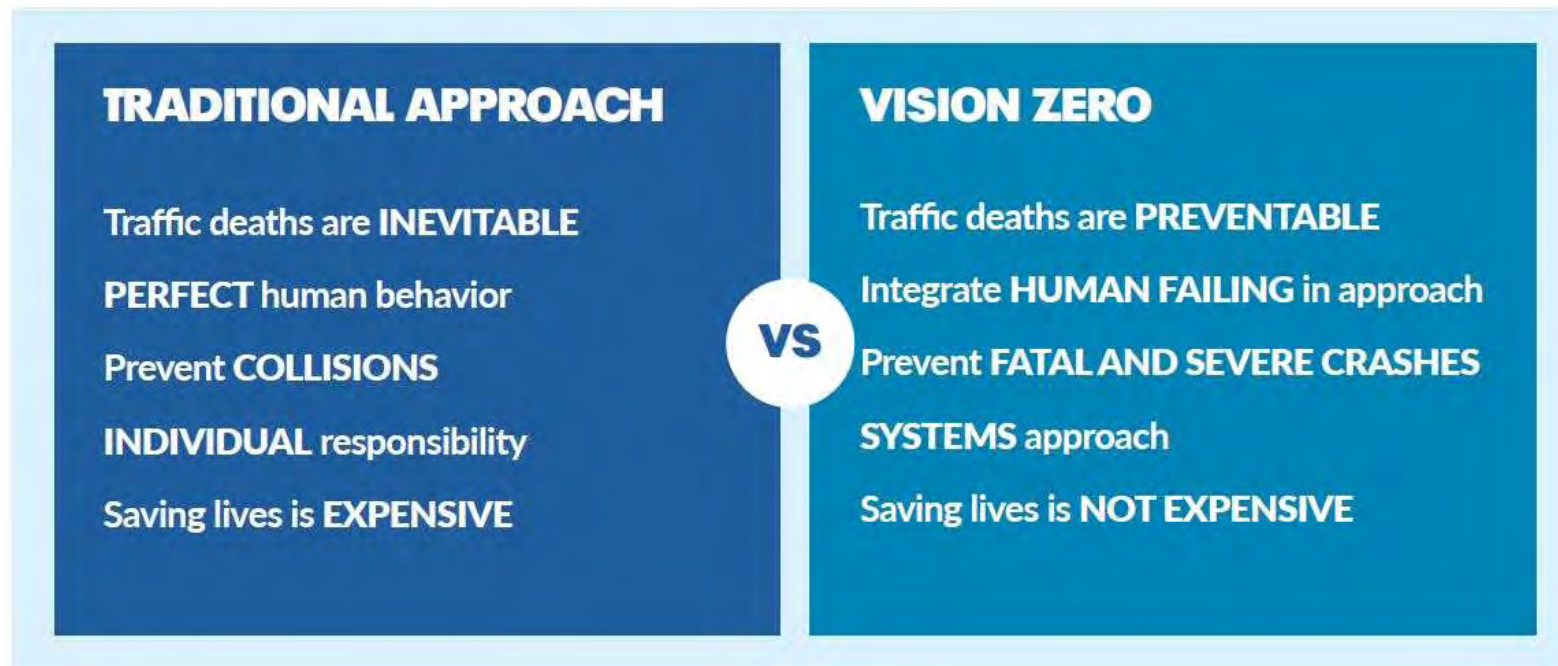 TRADITIONAL APPROACH
Traffic deaths are INEVITABLE
PERFECT human behavior
Prevent COLLISIONS
INDIVIDUAL responsibility
Saving lives is EXPENSIVE
VS
VISION ZERO
Traffic deaths are PREVENTABLE
Integrate HUMAN FAILING in approach
Prevent FATAL AND SEVERE CRASHES
SYSTEMS approach
Saving lives is NOT EXPENSIVE